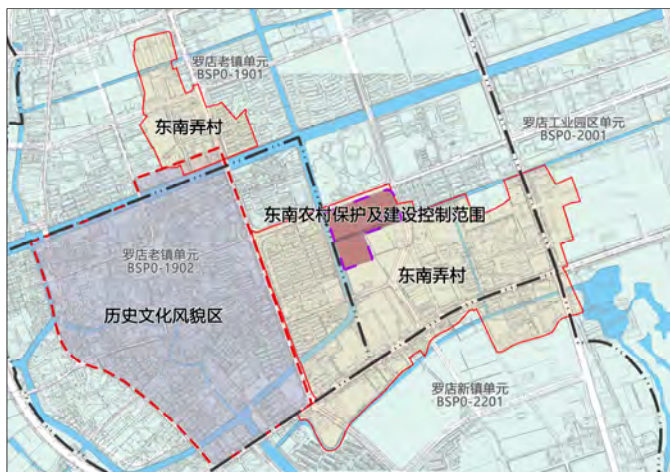 罗店老镇单元
BSP0-1901
东南弄村
罗店工业园区单元
BSP0-2001
东南农村保护及建设控制范围
罗店老镇单元
BSP0-1902
东南弄村
历史文化风貌区
罗店新镇单元
BSP0-2201